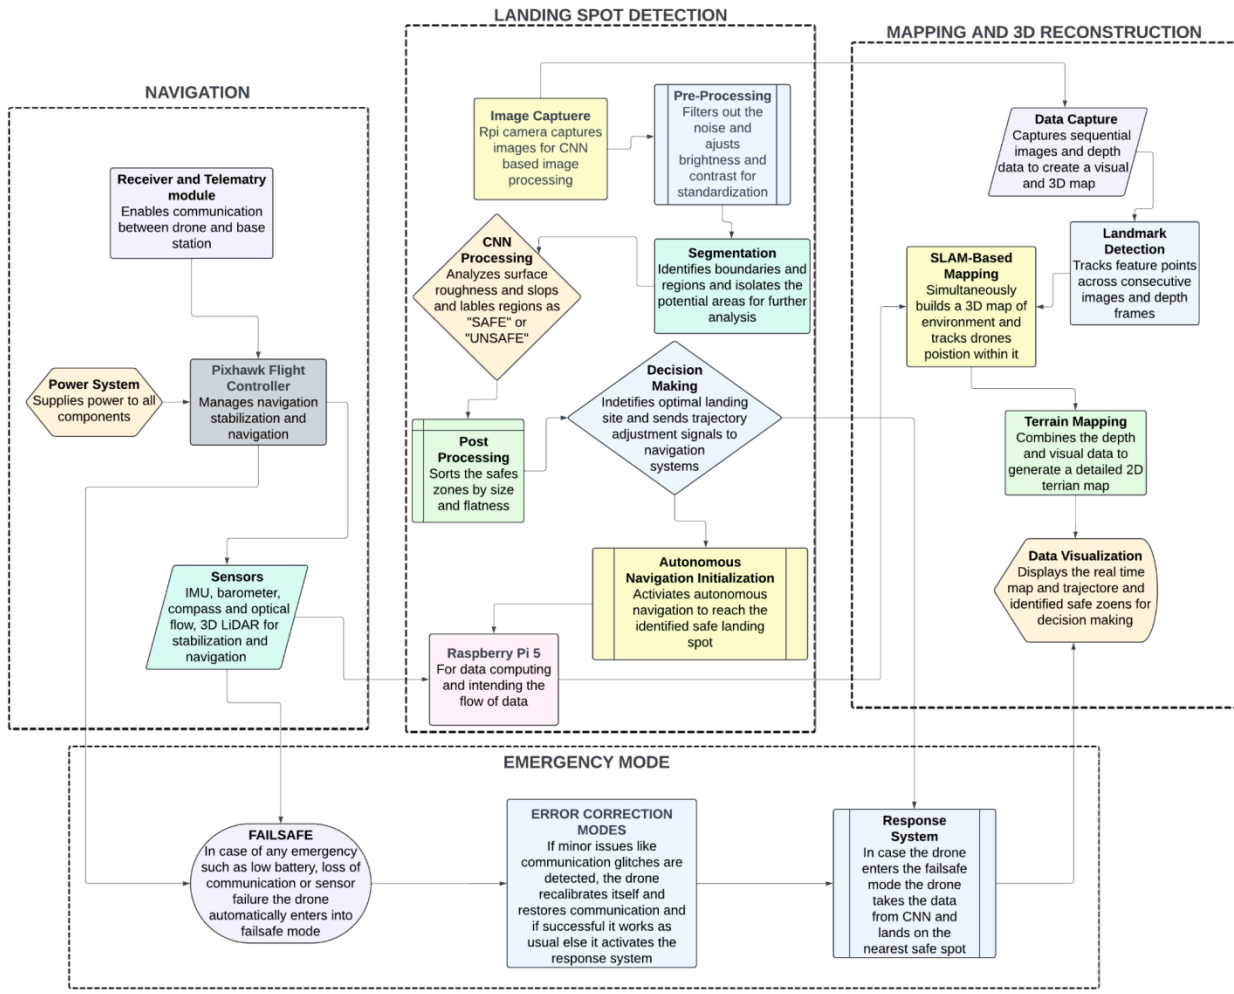 LANDING SPOT DETECTION
MAPPING AND 3D RECONSTRUCTION
NAVIGATION
Receiver and Telematry
module
Enables communication
between drone and base
station
Power System
Supplies power to all
components
Pixhawk Flight
Controller
Manages navigation
stabilization and
navigation
Sensors
IMU, barometer,
compass and optical
flow, 3D LiDAR for
stabilization and
navigation
Image Captuere
Rpi camera captures
images for CNN
based image
processing
Pre-Processing
Filters out the
noise and
ajusts
brightness and
contrast for
standardization
CNN
Processing
Analyzes surface
roughness and slops
and lables regions as
"SAFE" or
"UNSAFE"
Segmentation
Identifies boundaries and
regions and isolates the
potential areas for further
analysis
Decision
Making
Indetifies optimal landing
site and sends trajectory
adjustment signals to
navigation
systems
Post
Processing
Sorts the safes
zones by size
and flatness
Autonomous
Navigation Initialization
Activiates autonomous
navigation to reach the
identified safe landing
spot
Raspberry Pi 5
For data computing
and intending the
flow of data
Data Capture
Captures sequential
images and depth
data to create a visual
and 3D map
Landmark
Detection
Tracks feature points
across consecutive
images and depth
frames
SLAM-Based
Mapping
Simultaneously
builds a 3D map of
environment and
tracks drones
poistion within it
Terrain Mapping
Combines the depth
and visual data to
generate a detailed 2D
terrian map
Data Visualization
Displays the real time
map and trajectore and
identified safe zoens for
decision making
EMERGENCY MODE
FAILSAFE
In case of any emergency
such as low battery, loss of
communication or sensor
failure the drone
automatically enters into
failsafe mode
ERROR CORRECTION
MODES
If minor issues like
communication glitches are
detected, the drone
recalibrates itself and
restores communication and
if successful it works as
usual else it activates the
response system
Response
System
In case the drone
enters the failsafe
mode the drone
takes the data
from CNN and
lands on the
nearest safe spot